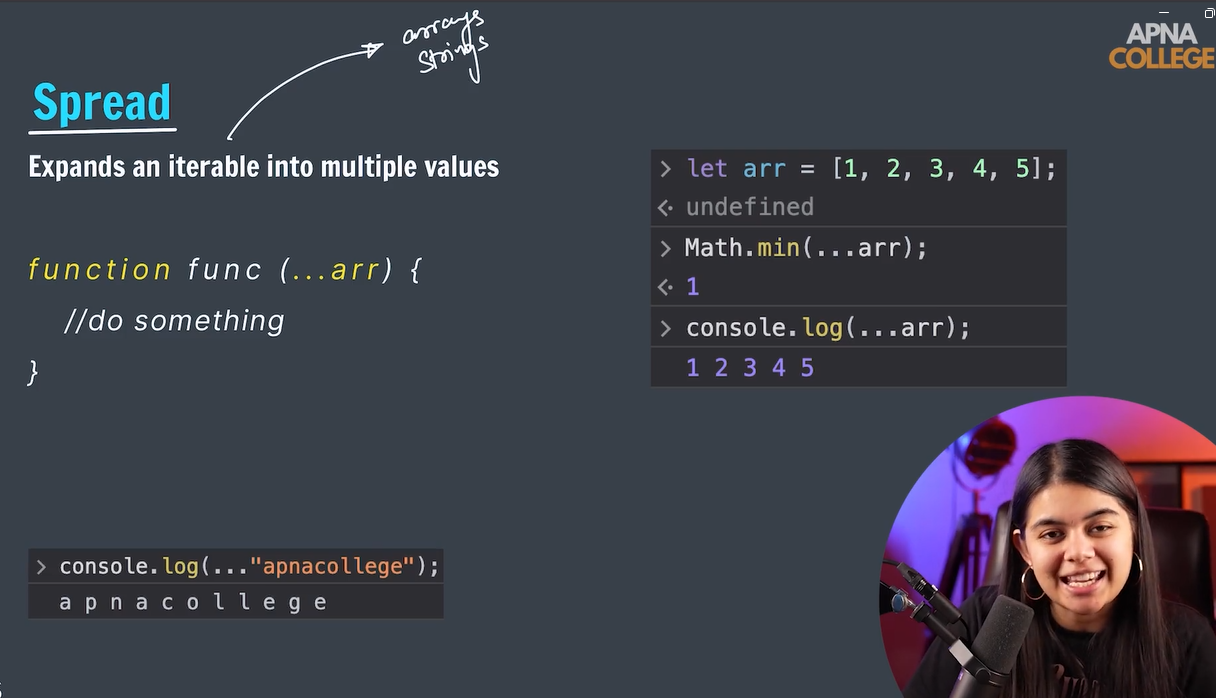 arrays
strings
APNA
COLLEGE
Spread
Expands an iterable into multiple values
function func (...arr) {
//do something
}
> let arr = [1, 2, 3, 4, 5];
<· undefined
> Math.min(...arr);
<· 1
> console.log(...arr);
1 2 3 4 5
> console.log(..."apnacollege");
a p n a c o l l e g e